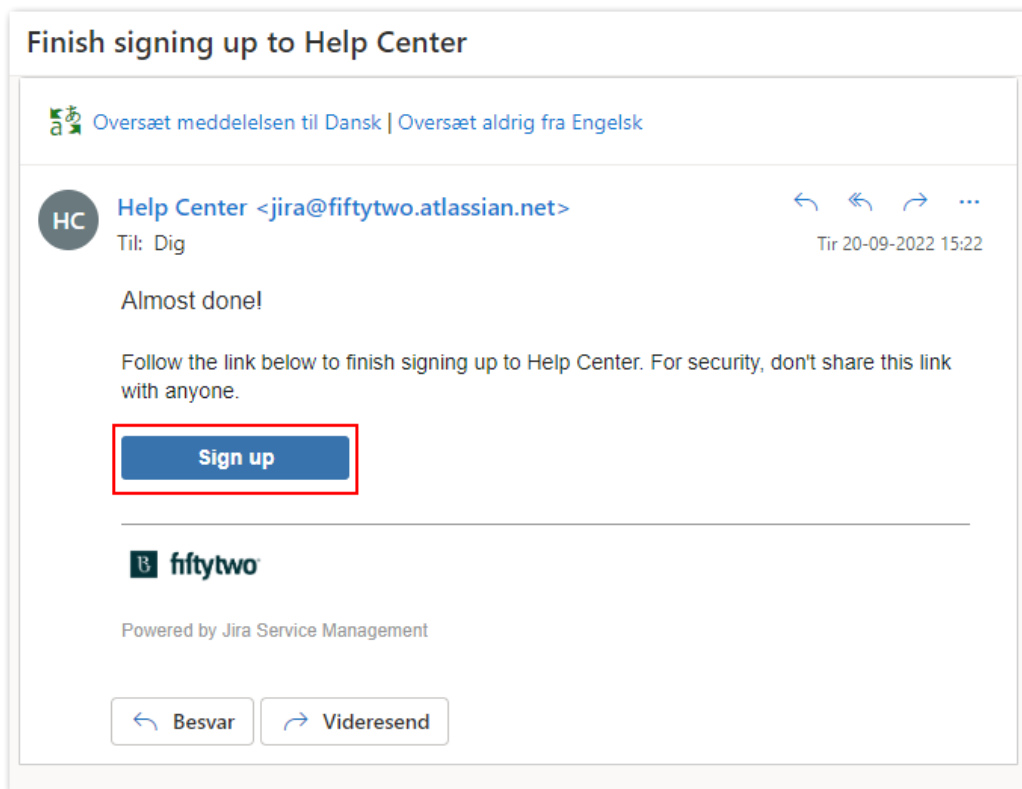 Finish signing up to Help Center
Oversæt meddelelsen til Dansk | Oversæt aldrig fra Engelsk
HC
Help Center <jira@fiftytwo.atlassian.net>
Til: Dig
Tir 20-09-2022 15:22
Almost done!
Follow the link below to finish signing up to Help Center. For security, don't share this link
with anyone.
Sign up
fiftytwo
Powered by Jira Service Management
Besvar
Videresend